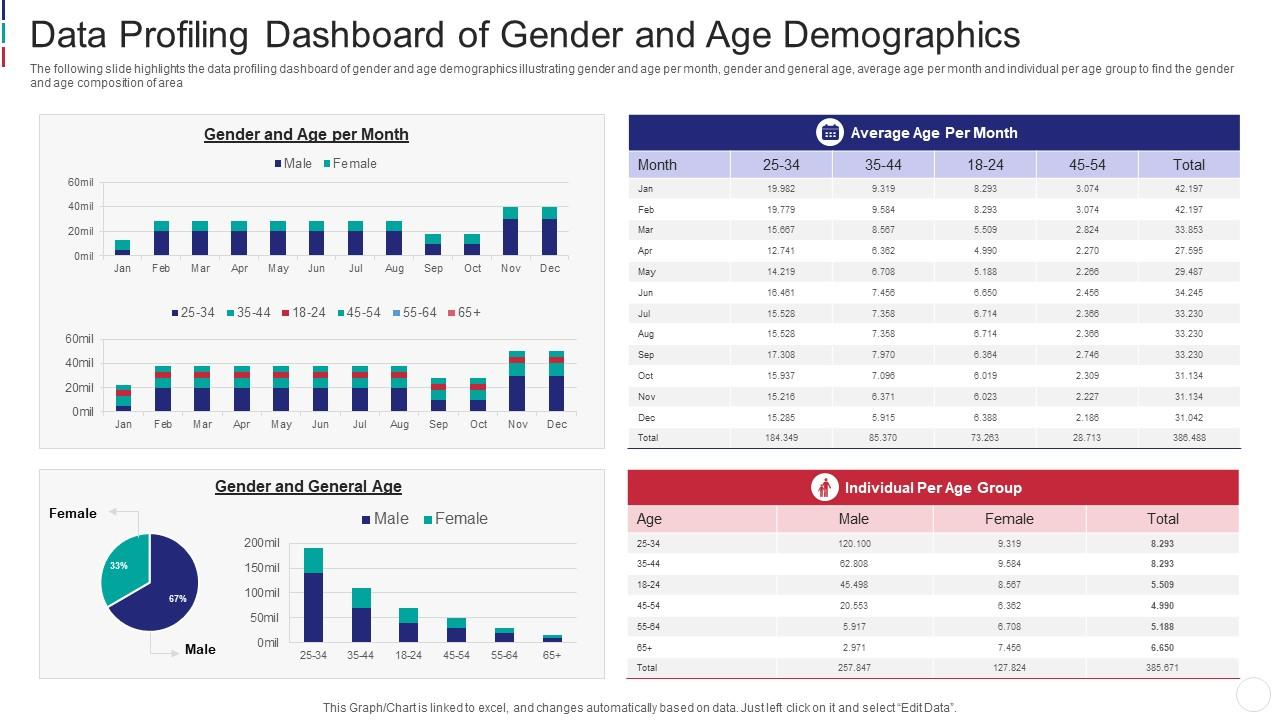 Data Profiling Dashboard of Gender and Age Demographics
The following slide highlights the data profiling dashboard of gender and age demographics illustrating gender and age per month, gender and general age, average age per month and individual per age group to find the gender
and age composition of area
Gender and Age per Month
Male Female
60mil
40mil
20mil
0mil
Jan Feb Mar Apr May Jun Jul Aug Sep Oct Nov Dec
25-34 35-44 18-24 45-54 55-64 65+
60mil
40mil
20mil
0mil
Jan Feb Mar Apr May Jun Jul Aug Sep Oct Nov Dec
Average Age Per Month
Month 25-34 35-44 18-24 45-54 Total
Jan 19.982 9.319 8.293 3.074 42.197
Feb 19.779 9.584 8.293 3.074 42.197
Mar 15.667 8.567 5.509 2.824 33.853
Apr 12.741 6.362 4.990 2.270 27.595
May 14.219 6.708 5.188 2.266 29.487
Jun 16.461 7.456 6.650 2.456 34.245
Jul 15.528 7.358 6.714 2.366 33.230
Aug 15.528 7.358 6.714 2.366 33.230
Sep 17.308 7.970 6.364 2.746 33.230
Oct 15.937 7.096 6.019 2.309 31.134
Nov 15.216 6.371 6.023 2.227 31.134
Dec 15.285 5.915 6.388 2.186 31.042
Total 184.349 85.370 73.263 28.713 386.488
Gender and General Age
Female
33%
67%
Male
Male Female
200mil
150mil
100mil
50mil
0mil
25-34 35-44 18-24 45-54 55-64 65+
Individual Per Age Group
Age Male Female Total
25-34 120.100 9.319 8.293
35-44 62.808 9.584 8.293
18-24 45.498 8.567 5.509
45-54 20.553 6.362 4.990
55-64 5.917 6.708 5.188
65+ 2.971 7.456 6.650
Total 257.847 127.824 385.671
This Graph/Chart is linked to excel, and changes automatically based on data. Just left click on it and select “Edit Data”.